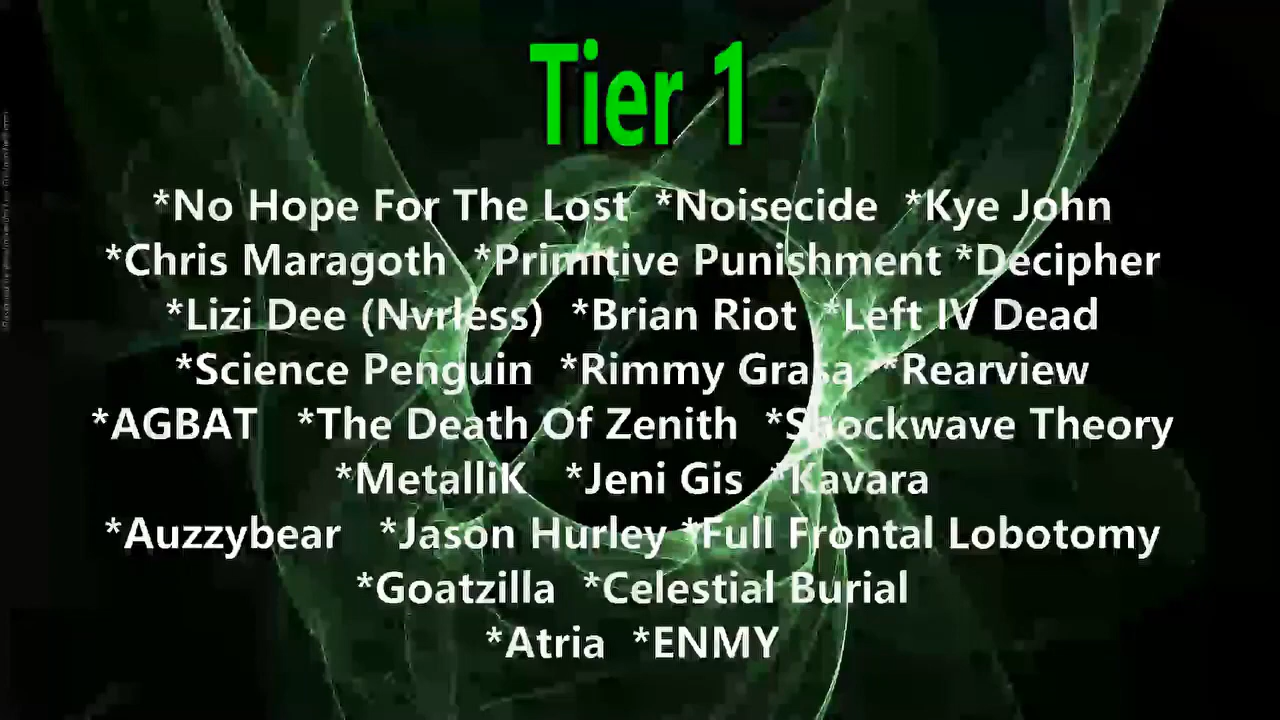 Tier 1
*No Hope For The Lost *Noisecide *Kye John
*Chris Maragoth *Primitive Punishment *Decipher
*Lizi Dee (Nvrless) *Brian Riot *Left IV Dead
*Science Penguin *Rimmy Grasa *Rearview
*AGBAT *The Death Of Zenith *Shockwave Theory
*MetalliK *Jeni Gis *Kavara
*Auzzybear *Jason Hurley *Full Frontal Lobotomy
*Goatzilla *Celestial Burial
*Atria *ENMY